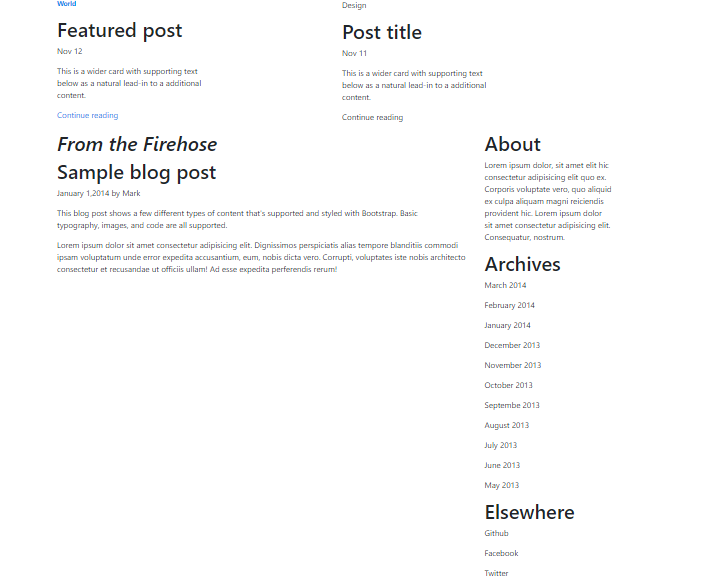 World
Featured post
Nov 12
This is a wider card with supporting text
below as a natural lead-in to a additional
content.
Continue reading
Design
Post title
Nov 11
This is a wider card with supporting text
below as a natural lead-in to a additional
content.
Continue reading
From the Firehose
Sample blog post
January 1,2014 by Mark
This blog post shows a few different types of content that's supported and styled with Bootstrap. Basic
typography, images, and code are all supported.
Lorem ipsum dolor sit amet consectetur adipisicing elit. Dignissimos perspiciatis alias tempore blanditiis commodi
ipsam voluptatum unde error expedita accusantium, eum, nobis dicta vero. Corrupti, voluptates iste nobis architecto
consectetur et recusandae ut officiis ullam! Ad esse expedita perferendis rerum!
About
Lorem ipsum dolor, sit amet elit hic
consectetur adipisicing elit quo ex.
Corporis voluptate vero, quo aliquid
ex culpa aliquam magni reiciendis
provident hic. Lorem ipsum dolor
sit amet consectetur adipisicing elit.
Consequatur, nostrum.
Archives
March 2014
February 2014
January 2014
December 2013
November 2013
October 2013
Septembe 2013
August 2013
July 2013
June 2013
May 2013
Elsewhere
Github
Facebook
Twitter